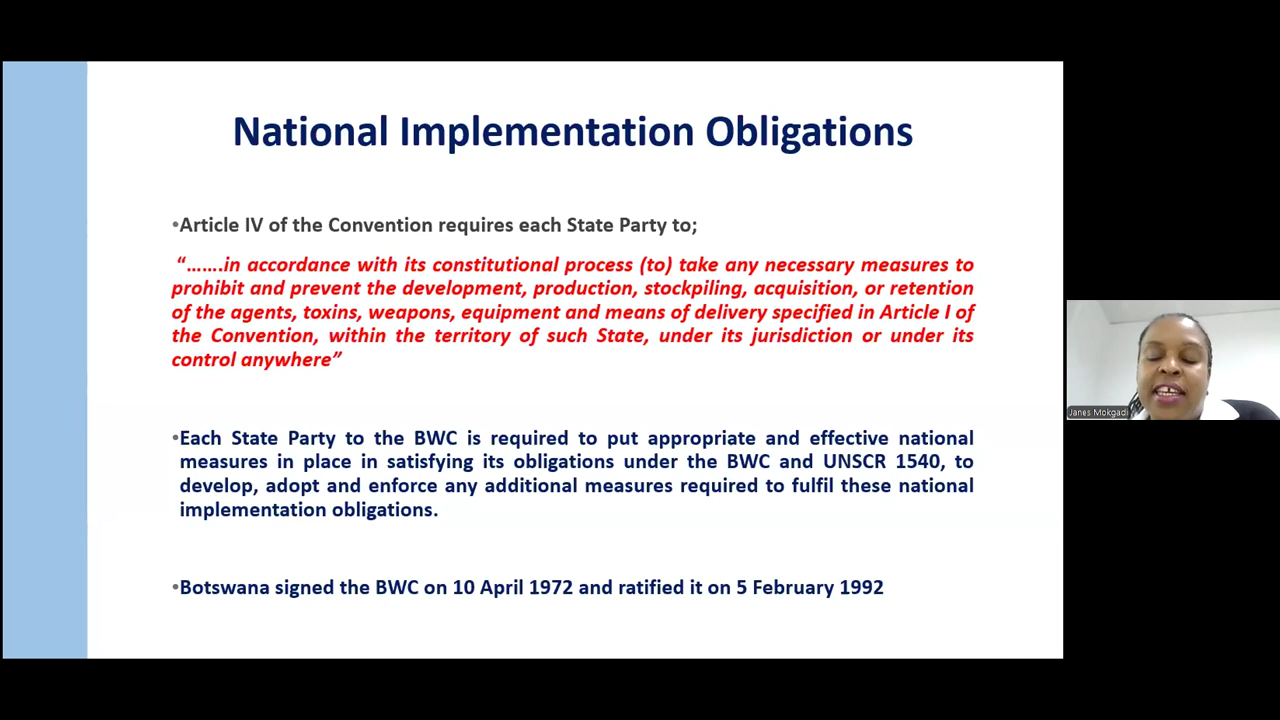 National Implementation Obligations
•Article IV of the Convention requires each State Party to;
“…….in accordance with its constitutional process (to) take any necessary measures to
prohibit and prevent the development, production, stockpiling, acquisition, or retention
of the agents, toxins, weapons, equipment and means of delivery specified in Article I of
the Convention, within the territory of such State, under its jurisdiction or under its
control anywhere”
•Each State Party to the BWC is required to put appropriate and effective national
measures in place in satisfying its obligations under the BWC and UNSCR 1540, to
develop, adopt and enforce any additional measures required to fulfil these national
implementation obligations.
•Botswana signed the BWC on 10 April 1972 and ratified it on 5 February 1992
Janes Mokgadi